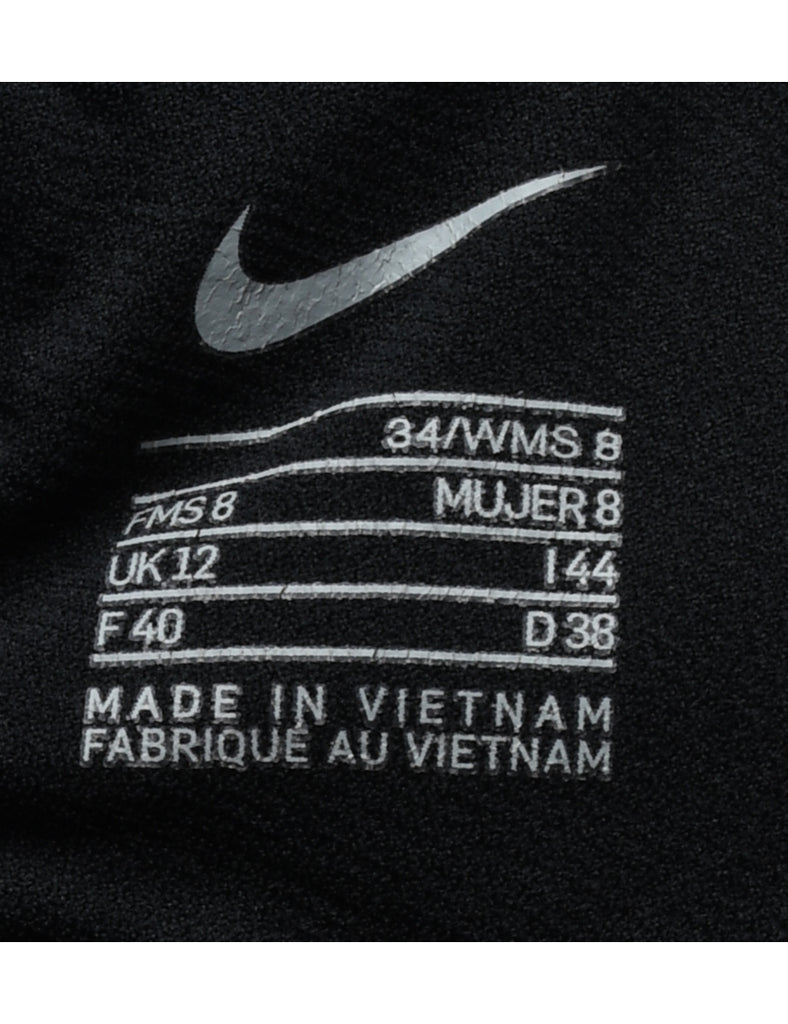 34/WMS 8
FMS 8 MUJER 8
UK 12 I 44
F 40 D 38
MADE IN VIETNAM
FABRIQUÉ AU VIETNAM